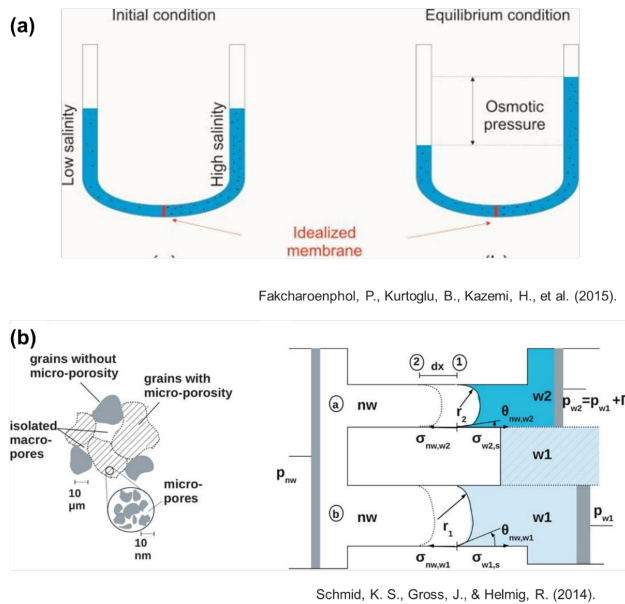 (a)
Initial condition
Equilibrium condition
Low salinity
High salinity
Osmotic
pressure
Idealized
membrane
Fakcharoenphol, P., Kurtoglu, B., Kazemi, H., et al. (2015).
(b)
grains without
micro-porosity
grains with
micro-porosity
isolated
macro-
pores
micro-
pores
10
μm
10
nm
2
1
dx
a
nw
r2
w2
θnw,w2
pw2=pw1+
σnw,w2
σw2,s
w1
pnw
b
nw
r1
w1
θnw,w1
pw1
σnw,w1
σw1,s
Schmid, K. S., Gross, J., & Helmig, R. (2014).